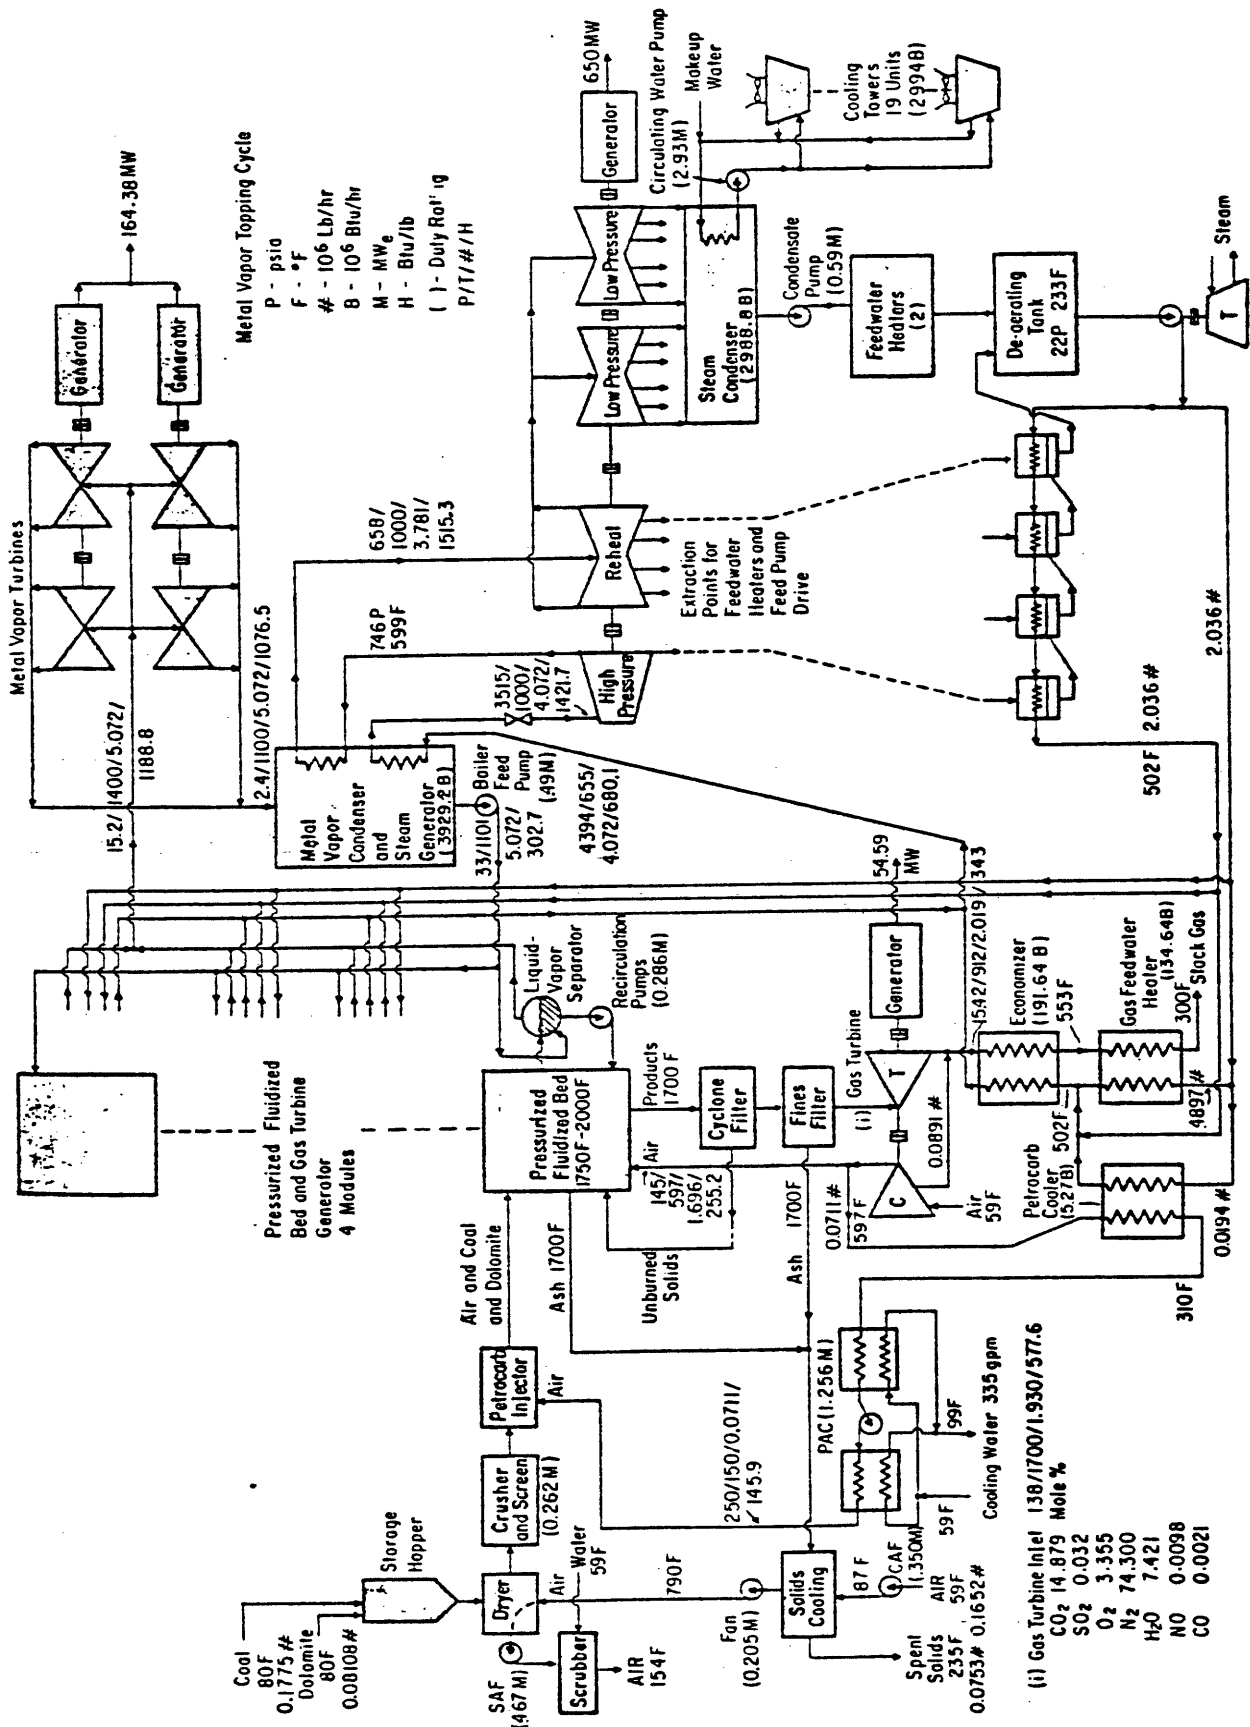 Metal Vapor Turbines
Generator
Generator
164.38MW
Metal Vapor Topping Cycle
P - psia
F - °F
# - 10⁶ Lb/hr
B - 10⁶ Btu/hr
M - MWe
H - Btu/lb
( ) - Duty
P/T/#/H
15.2/1400/5.072/
1188.8
2.4/1100/5.072/1076.5
Metal
Vapor
Condenser
and
Steam
Generator
(3929.2B)
Boiler
Feed
Pump
(.49M)
33/1101
5.072/
302.7
658/
1000/
3.781/
1515.3
746P
599F
3515/
1000/
4.072/
1421.7
4394/655/
4.072/680.1
High
Pressure
Reheat
Low Pressure
Low Pressure
Generator
650MW
Extraction
Points for
Feedwater
Heaters and
Feed Pump
Drive
Steam
Condenser
(2988.8B)
Circulating Water Pump
(2.93M)
Makeup
Water
Cooling
Towers
19 Units
(2994B)
Condensate
Pump
(0.59M)
Feedwater
Heaters
(2)
De-aerating
Tank
22P 233F
T
Steam
502F 2.036#
2.036#
Pressurized Fluidized
Bed and Gas Turbine
Generator
4 Modules
Liquid-
Vapor
Separator
Recirculation
Pumps
(0.286M)
Pressurized
Fluidized Bed
1750F-2000F
Products
1700F
Cyclone
Filter
Fines
Filter
Gas Turbine
(i)
T
C
Generator
54.59
MW
Air
145/
597/
1.696/
255.2
Unburned
Solids
0.0891#
Air
59F
15.42/912/2.019/343
Economizer
(191.64B)
553F
Gas Feedwater
Heater
(134.64B)
300F
Stack Gas
502F
.4897#
Petrocarb
Cooler
(5.27B)
0.0194#
310F
0.0711#
597F
Ash 1700F
Ash 1700F
Air and Coal
and Dolomite
Petrocarb
Injector
Air
Crusher
and Screen
(0.262M)
Storage
Hopper
Coal
80F
0.1775#
Dolomite
80F
0.08108#
Dryer
Air
Water
59F
SAF
(.467M)
Scrubber
AIR
154F
790F
Fan
(0.205M)
Solids
Cooling
87F
CAF
(.350M)
AIR
59F
0.1652#
Spent
Solids
235F
0.0753#
250/150/0.0711/
145.9
PAC(1.256M)
99F
59F
Cooling Water 335gpm
(i) Gas Turbine Inlet 138/1700/1.930/577.6
Mole %
CO2 14.879
SO2 0.032
O2 3.355
N2 74.300
H2O 7.421
NO 0.0098
CO 0.0021